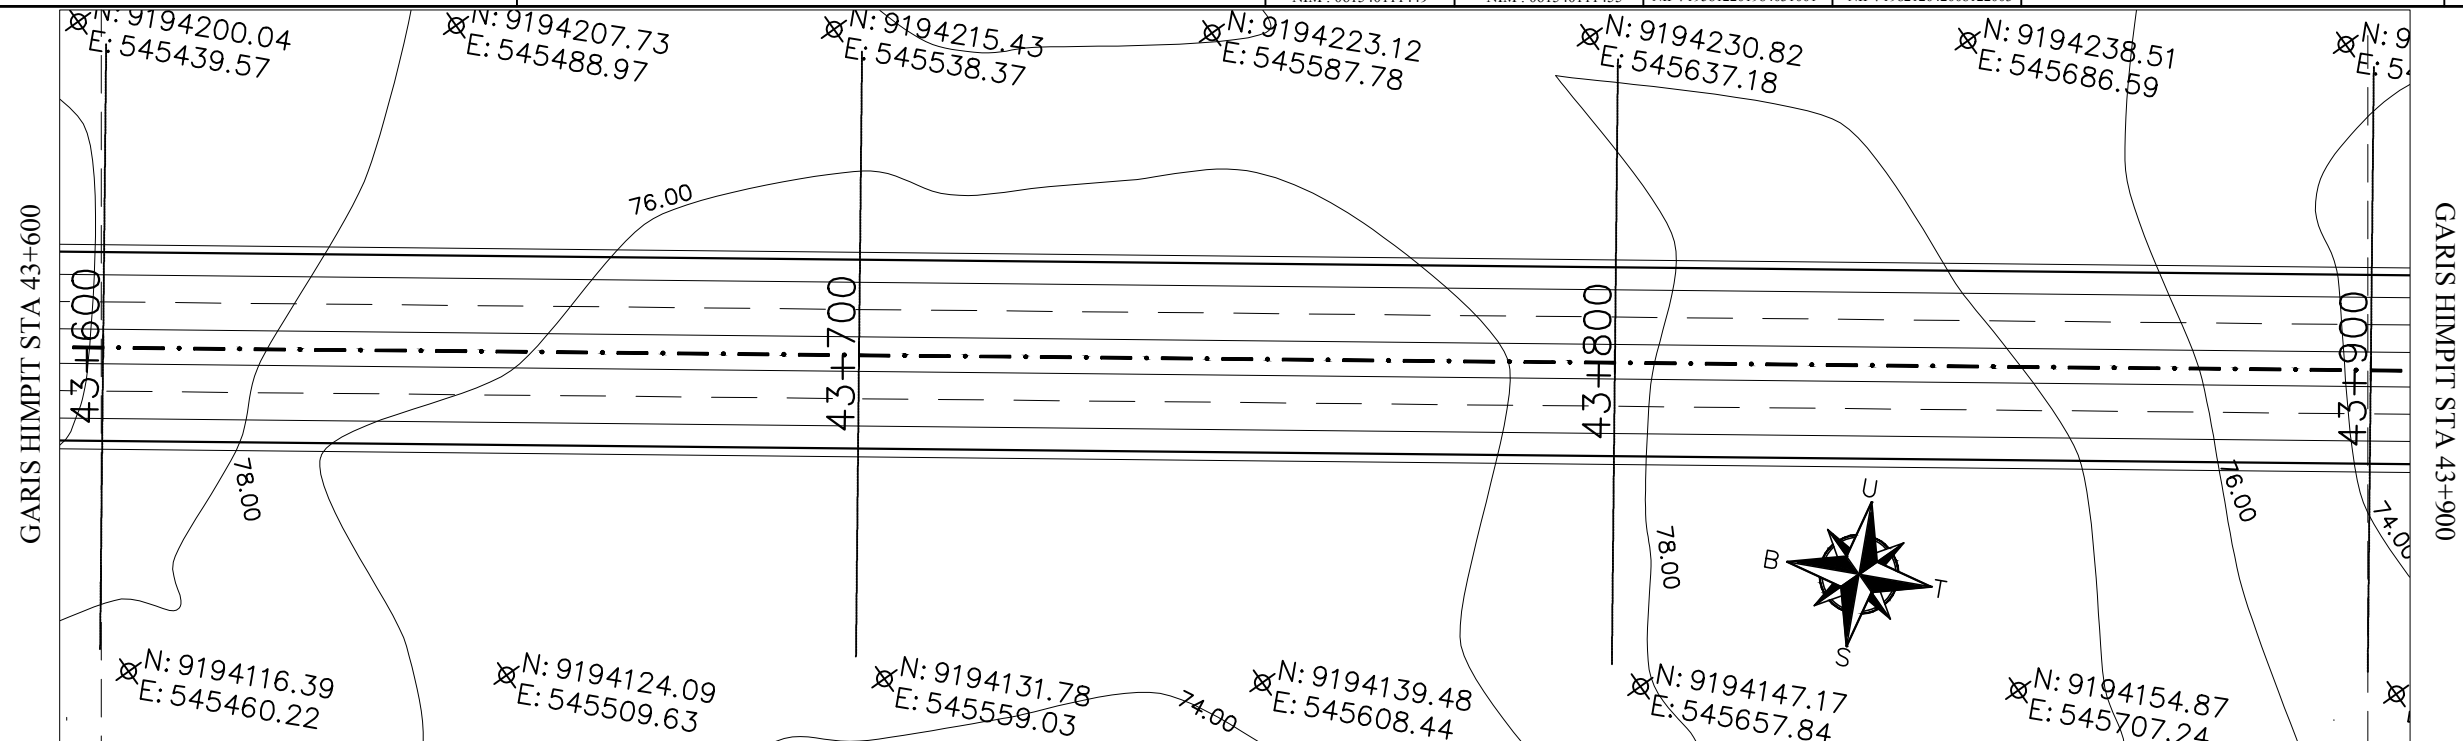 N: 9194200.04
E: 545439.57
N: 9194207.73
E: 545488.97
N: 9194215.43
E: 545538.37
N: 9194223.12
E: 545587.78
N: 9194230.82
E: 545637.18
N: 9194238.51
E: 545686.59
N: 9
E: 54
76.00
GARIS HIMPIT STA 43+600
43+600
43+700
43+800
43+900
GARIS HIMPIT STA 43+900
78.00
78.00
76.00
74.00
U
B
T
S
N: 9194116.39
E: 545460.22
N: 9194124.09
E: 545509.63
N: 9194131.78
E: 545559.03
74.00
N: 9194139.48
E: 545608.44
N: 9194147.17
E: 545657.84
N: 9194154.87
E: 545707.24